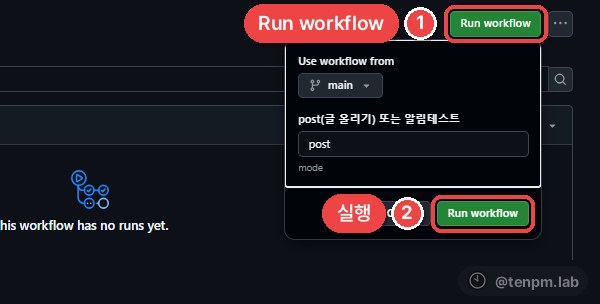 Run workflow 1 Run workflow
Use workflow from
main
post(글 올리기) 또는 알림테스트
post
mode
his workflow has no runs yet.
실행 2 Run workflow
@tenpm.lab